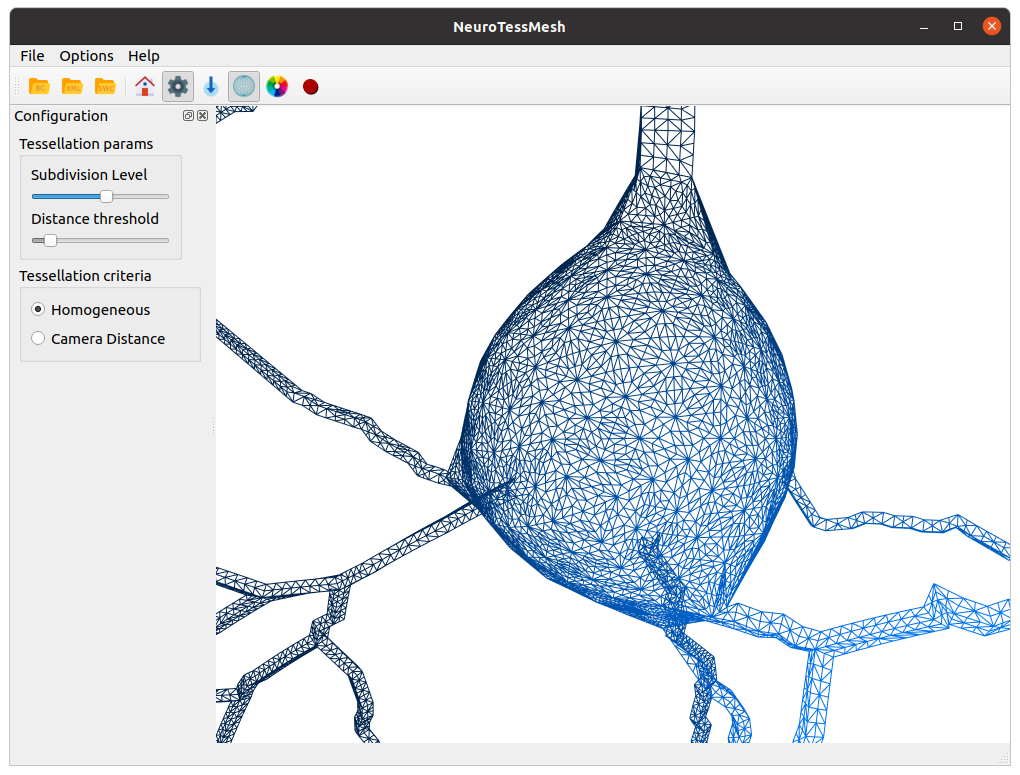 NeuroTessMesh
File Options Help
BC XML SWC
Configuration
Tessellation params
Subdivision Level
Distance threshold
Tessellation criteria
Homogeneous
Camera Distance